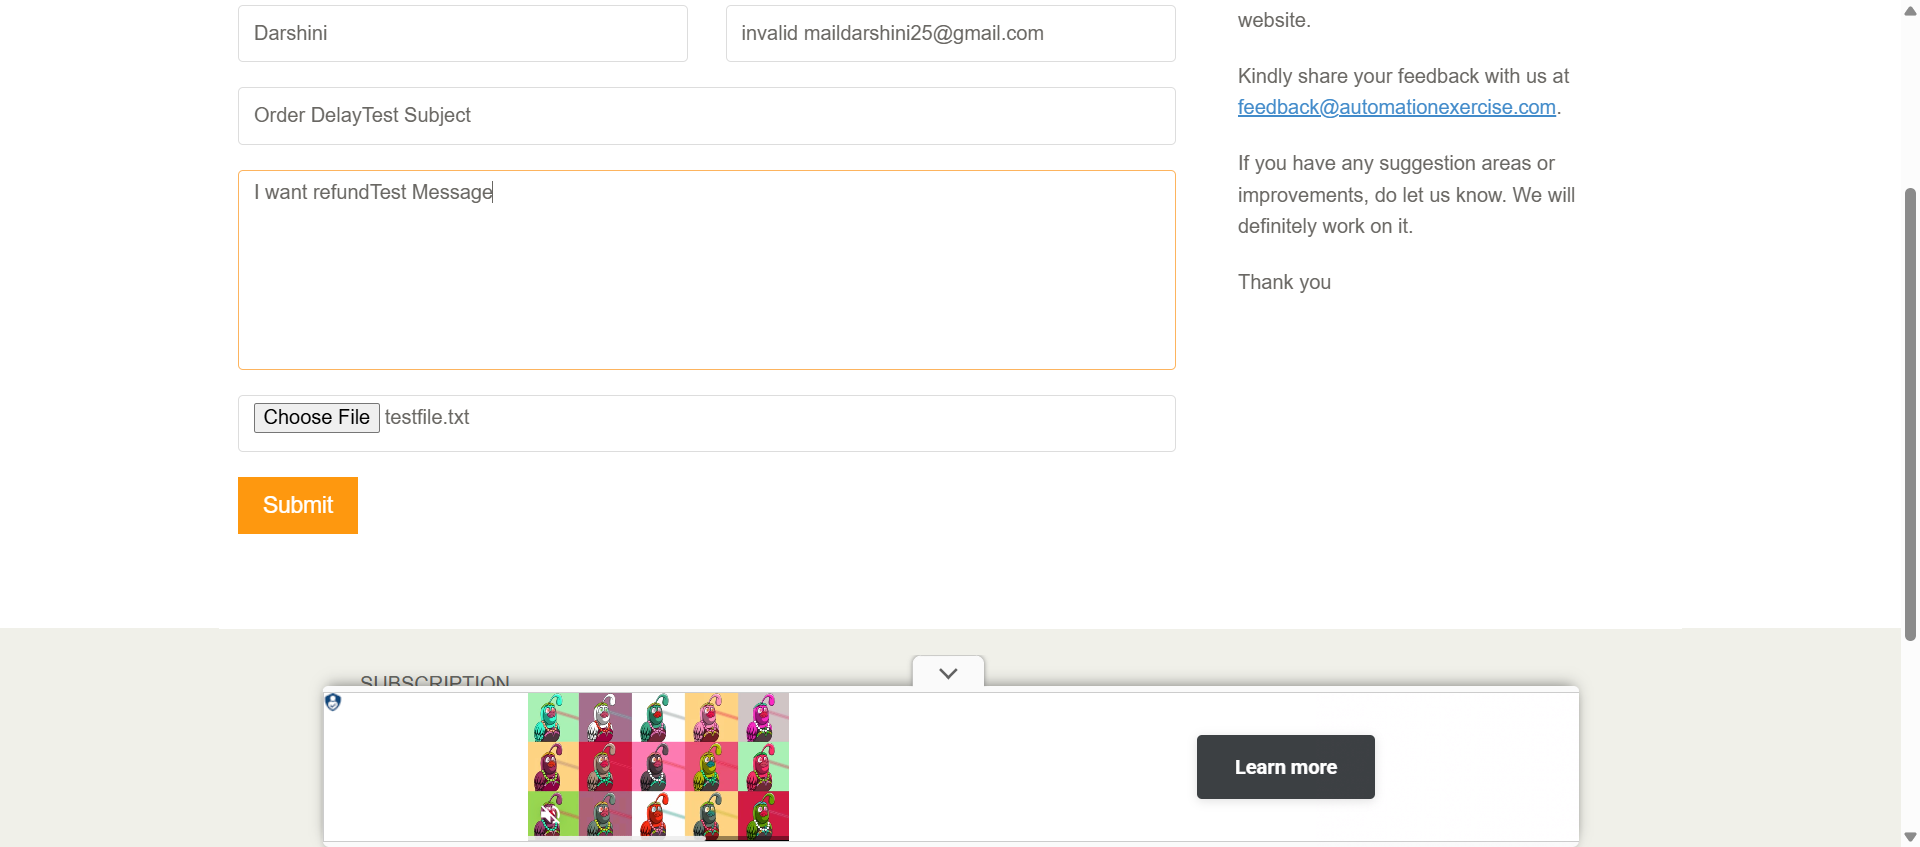 Darshini
invalid maildarshini25@gmail.com
Order DelayTest Subject
I want refundTest Message
Choose File testfile.txt
Submit
website.
Kindly share your feedback with us at
feedback@automationexercise.com.
If you have any suggestion areas or
improvements, do let us know. We will
definitely work on it.
Thank you
SUBSCRIPTION
Learn more